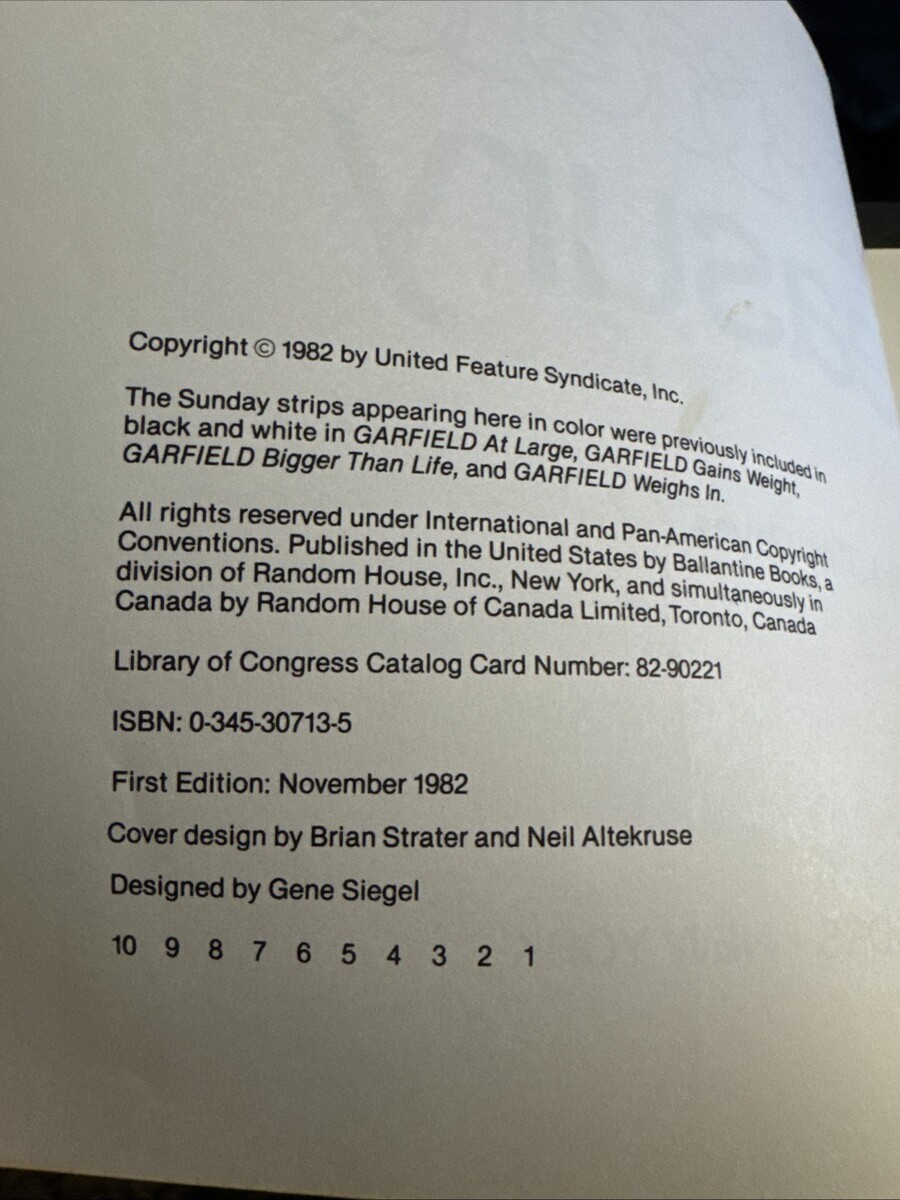 Copyright © 1982 by United Feature Syndicate, Inc.
The Sunday strips appearing here in color were previously included in
black and white in GARFIELD At Large, GARFIELD Gains Weight,
GARFIELD Bigger Than Life, and GARFIELD Weighs In.
All rights reserved under International and Pan-American Copyright
Conventions. Published in the United States by Ballantine Books, a
division of Random House, Inc., New York, and simultaneously in
Canada by Random House of Canada Limited, Toronto, Canada
Library of Congress Catalog Card Number: 82-90221
ISBN: 0-345-30713-5
First Edition: November 1982
Cover design by Brian Strater and Neil Altekruse
Designed by Gene Siegel
10 9 8 7 6 5 4 3 2 1